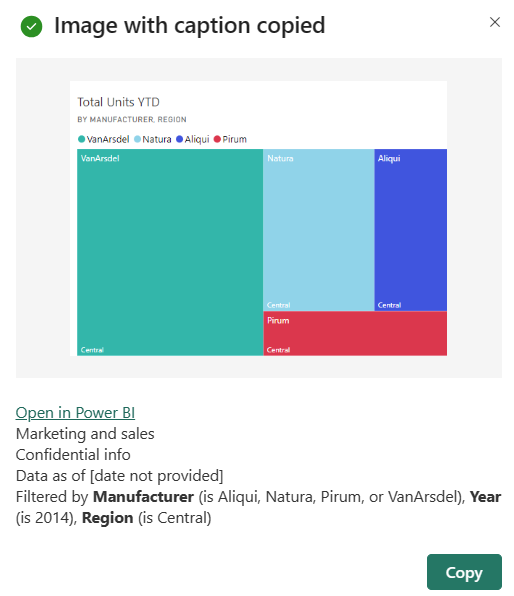 Image with caption copied
Total Units YTD
BY MANUFACTURER, REGION
VanArsdel Natura Aliqui Pirum
VanArsdel
Natura
Aliqui
Central
Central
Pirum
Central
Central
Open in Power BI
Marketing and sales
Confidential info
Data as of [date not provided]
Filtered by Manufacturer (is Aliqui, Natura, Pirum, or VanArsdel), Year
(is 2014), Region (is Central)
Copy